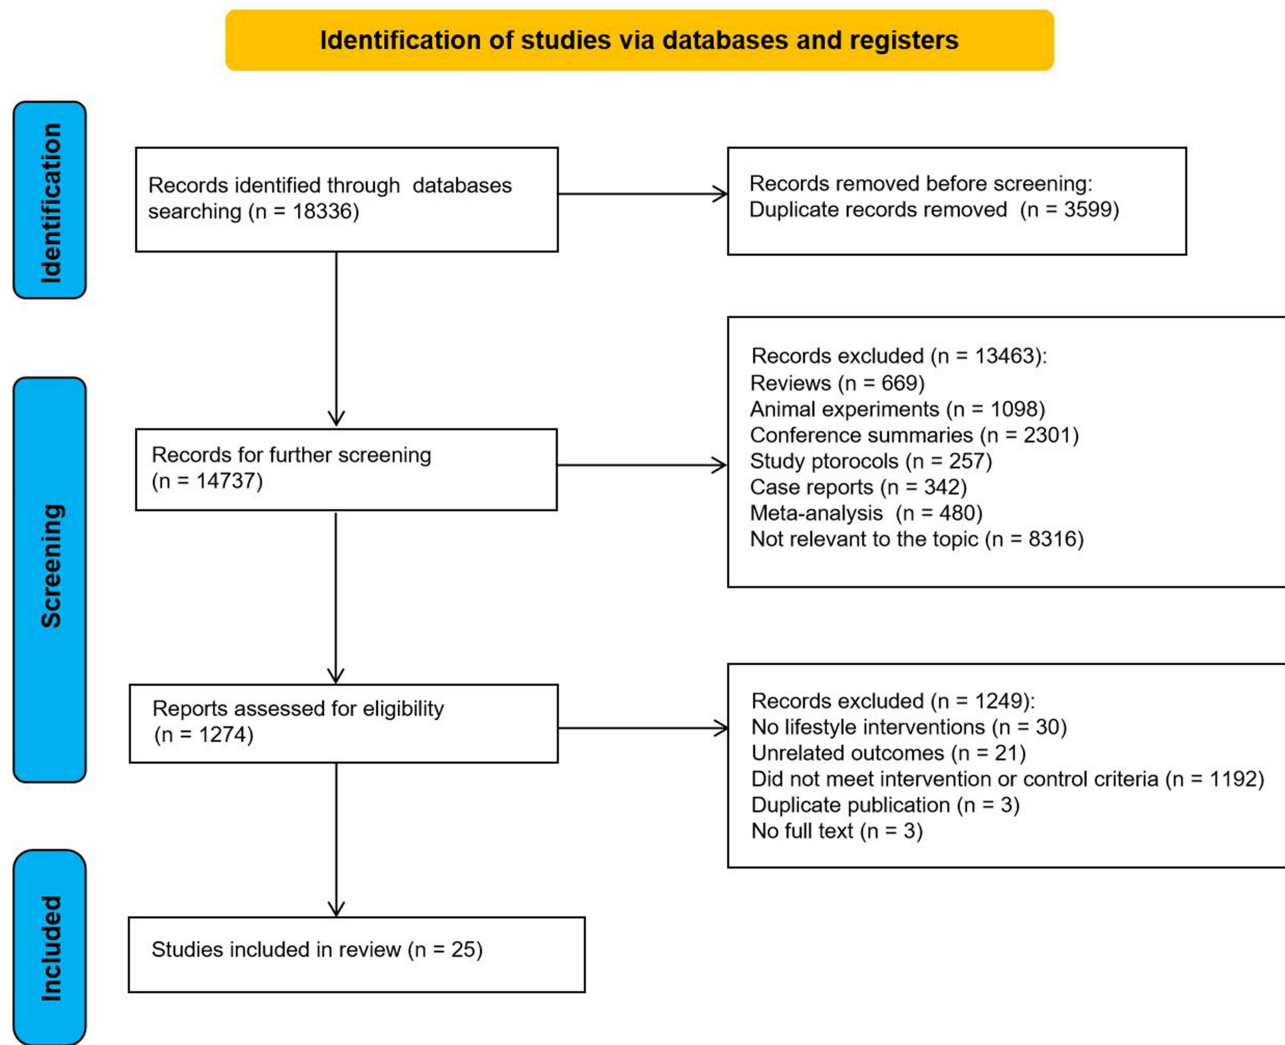 Identification of studies via databases and registers
Identification
Records identified through databases
searching (n = 18336)
Records removed before screening:
Duplicate records removed (n = 3599)
Screening
Records for further screening
(n = 14737)
Records excluded (n = 13463):
Reviews (n = 669)
Animal experiments (n = 1098)
Conference summaries (n = 2301)
Study ptorocols (n = 257)
Case reports (n = 342)
Meta-analysis (n = 480)
Not relevant to the topic (n = 8316)
Reports assessed for eligibility
(n = 1274)
Records excluded (n = 1249):
No lifestyle interventions (n = 30)
Unrelated outcomes (n = 21)
Did not meet intervention or control criteria (n = 1192)
Duplicate publication (n = 3)
No full text (n = 3)
Included
Studies included in review (n = 25)